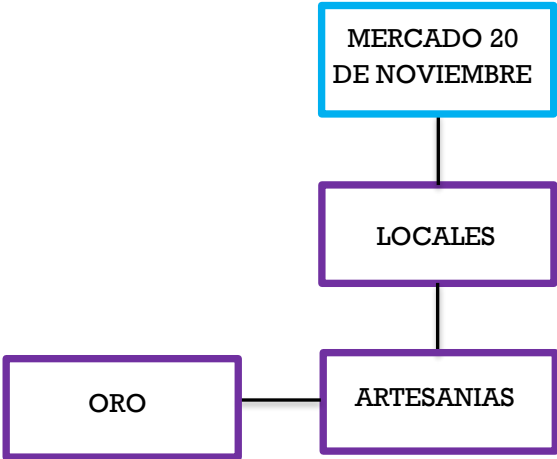 MERCADO 20
DE NOVIEMBRE
LOCALES
ORO
ARTESANIAS